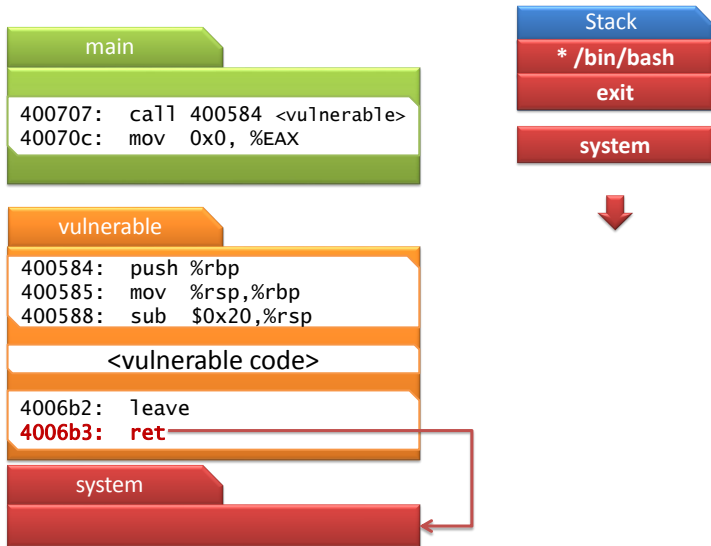 main
400707: call 400584 <vulnerable>
40070c: mov 0x0, %EAX
vulnerable
400584: push %rbp
400585: mov %rsp,%rbp
400588: sub $0x20,%rsp
<vulnerable code>
4006b2: leave
4006b3: ret
system
Stack
* /bin/bash
exit
system